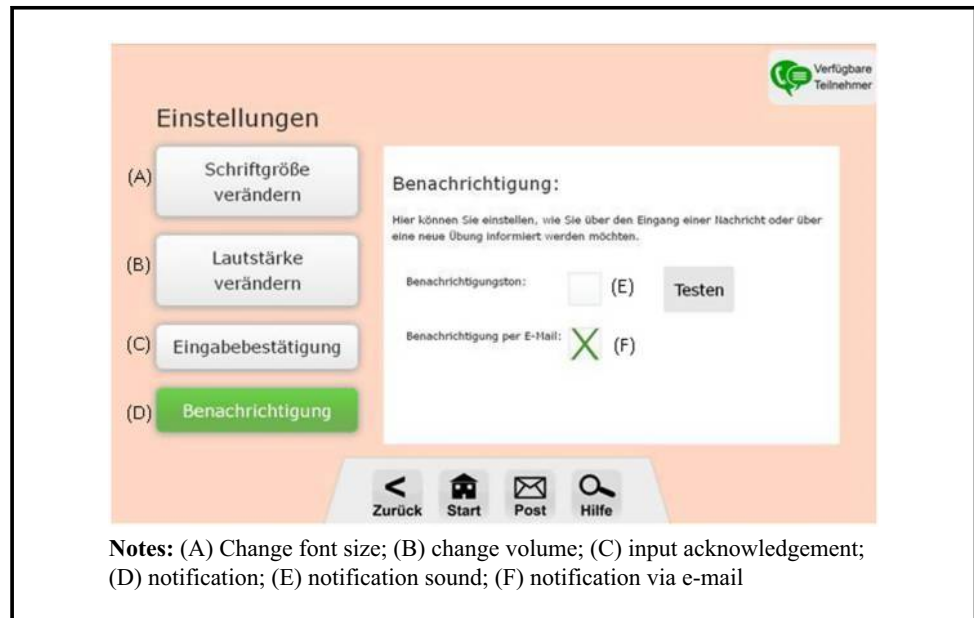 Verfügbare
Teilnehmer
Einstellungen
(A)
Schriftgröße
verändern
(B)
Lautstärke
verändern
(C)
Eingabebestätigung
(D)
Benachrichtigung
Benachrichtigung:
Hier können Sie einstellen, wie Sie über den Eingang einer Nachricht oder über
eine neue Übung informiert werden möchten.
Benachrichtigungston:
(E)
Testen
Benachrichtigung per E-Mail:
(F)
Zurück
Start
Post
Hilfe
Notes: (A) Change font size; (B) change volume; (C) input acknowledgement;
(D) notification; (E) notification sound; (F) notification via e-mail